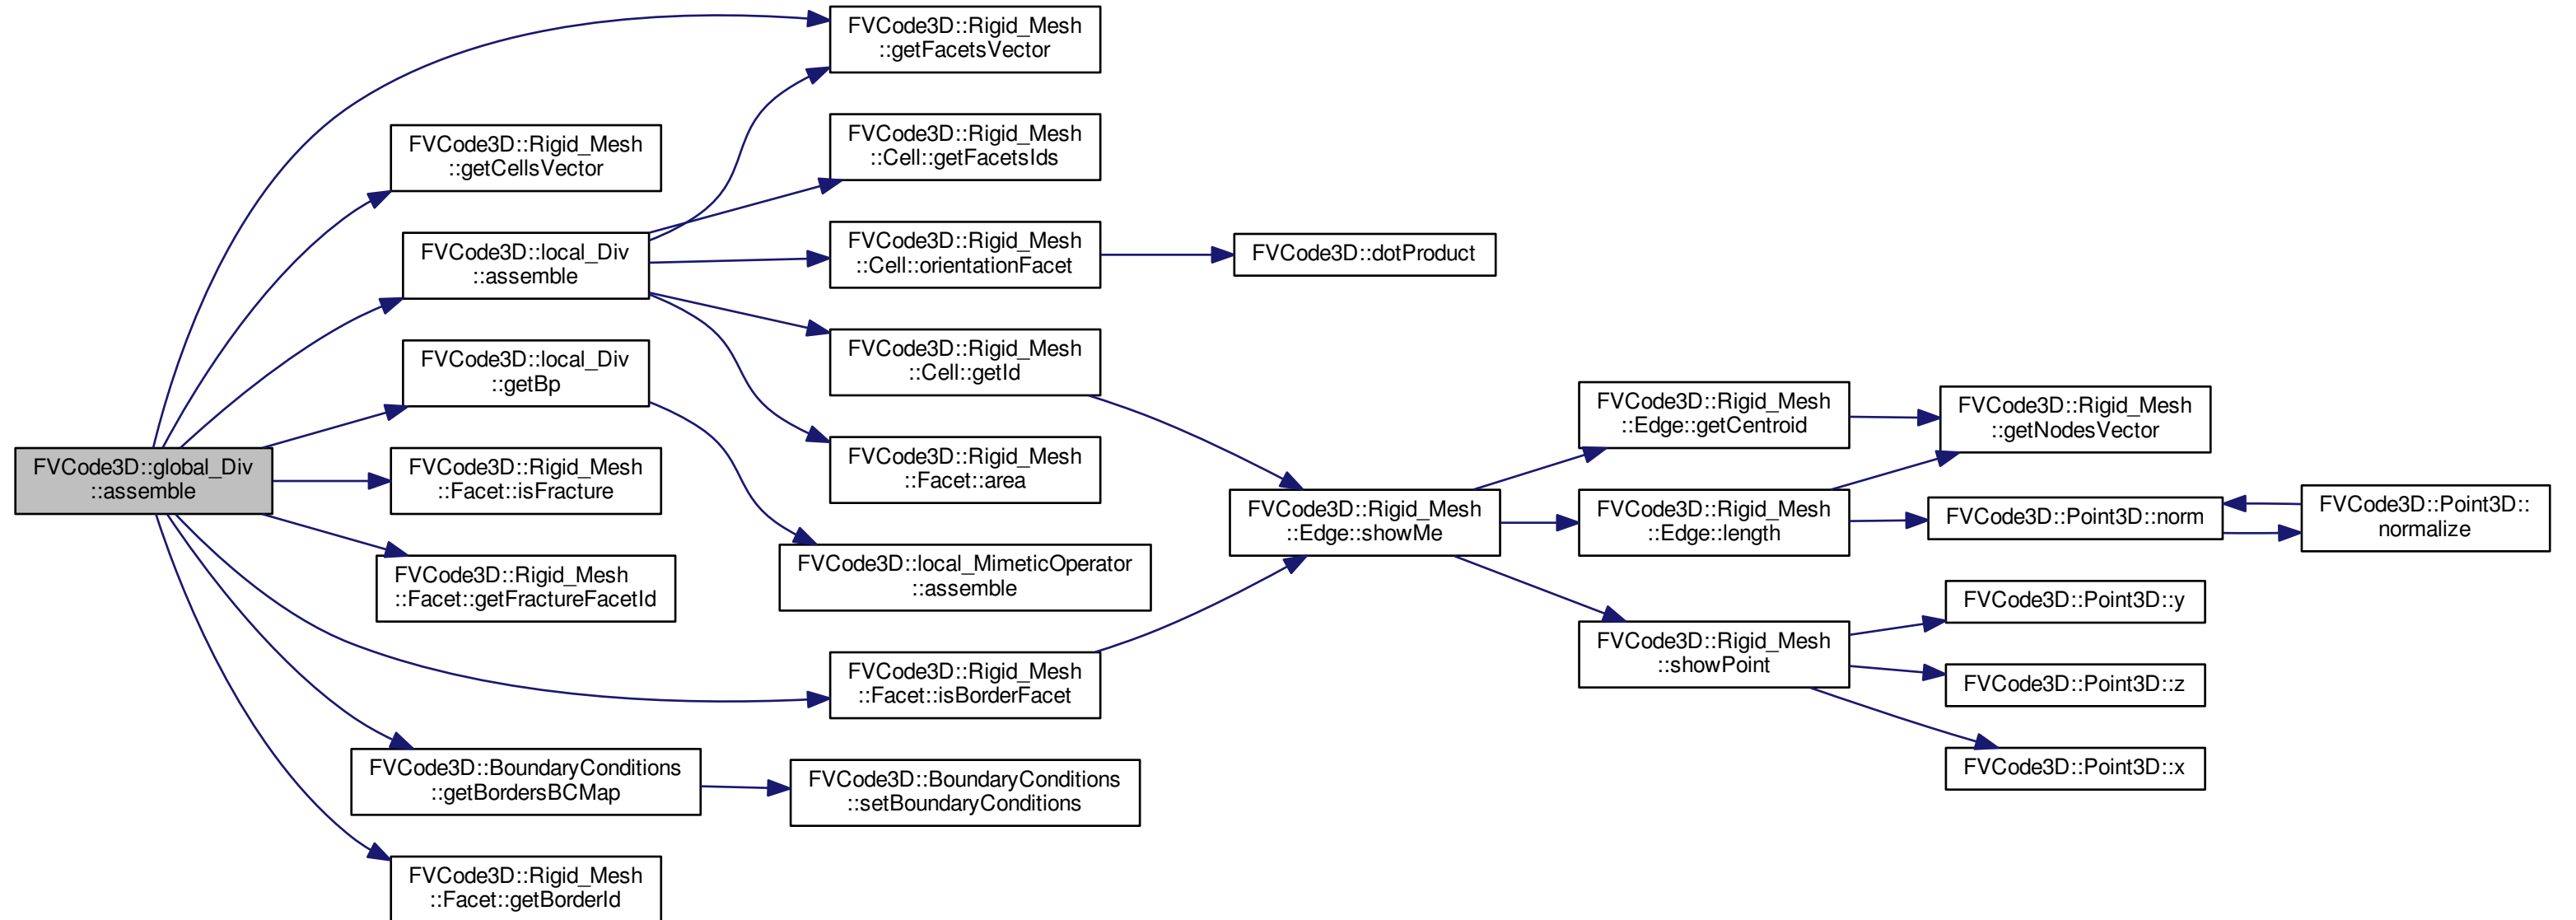 FVCode3D::global_Div
::assemble
FVCode3D::Rigid_Mesh
::getCellsVector
FVCode3D::local_Div
::assemble
FVCode3D::local_Div
::getBp
FVCode3D::Rigid_Mesh
::Facet::isFracture
FVCode3D::Rigid_Mesh
::Facet::getFractureFacetId
FVCode3D::BoundaryConditions
::getBordersBCMap
FVCode3D::Rigid_Mesh
::Facet::getBorderId
FVCode3D::Rigid_Mesh
::getFacetsVector
FVCode3D::Rigid_Mesh
::Cell::getFacetsIds
FVCode3D::Rigid_Mesh
::Cell::orientationFacet
FVCode3D::Rigid_Mesh
::Cell::getId
FVCode3D::Rigid_Mesh
::Facet::area
FVCode3D::local_MimeticOperator
::assemble
FVCode3D::Rigid_Mesh
::Facet::isBorderFacet
FVCode3D::BoundaryConditions
::setBoundaryConditions
FVCode3D::dotProduct
FVCode3D::Rigid_Mesh
::Edge::showMe
FVCode3D::Rigid_Mesh
::Edge::getCentroid
FVCode3D::Rigid_Mesh
::Edge::length
FVCode3D::Rigid_Mesh
::showPoint
FVCode3D::Rigid_Mesh
::getNodesVector
FVCode3D::Point3D::norm
FVCode3D::Point3D::y
FVCode3D::Point3D::z
FVCode3D::Point3D::x
FVCode3D::Point3D::
normalize